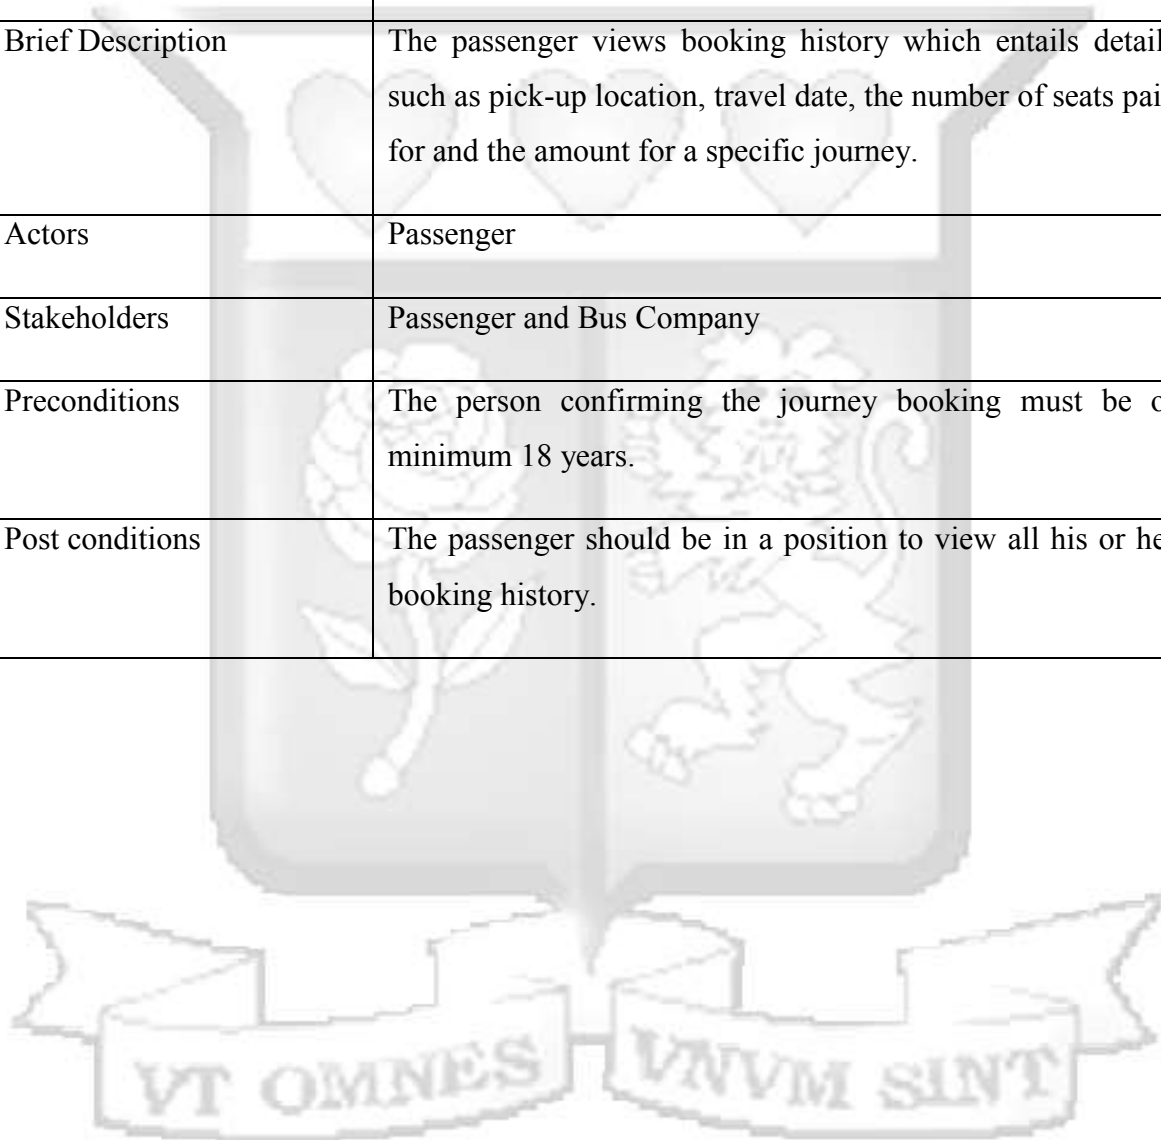 Brief Description
The passenger views booking history which entails detail
such as pick-up location, travel date, the number of seats pai
for and the amount for a specific journey.
Actors
Passenger
Stakeholders
Passenger and Bus Company
Preconditions
The person confirming the journey booking must be o
minimum 18 years.
Post conditions
The passenger should be in a position to view all his or he
booking history.
VT OMNES VNVM SINT